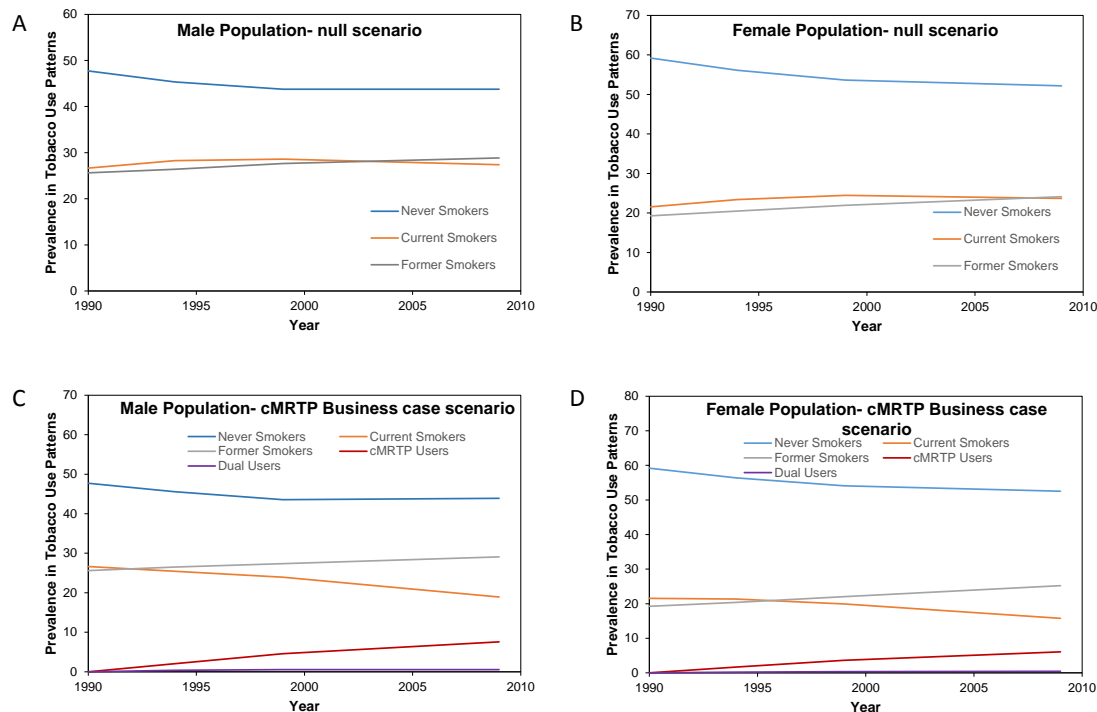 A
Male Population- null scenario
Prevalence in Tobacco Use Patterns
60
50
40
30
20
10
0
Never Smokers
Current Smokers
Former Smokers
1990 1995 2000 2005 2010
Year
B
Female Population- null scenario
Prevalence in Tobacco Use Patterns
70
60
50
40
30
20
10
0
Never Smokers
Current Smokers
Former Smokers
1990 1995 2000 2005 2010
Year
C
Male Population- cMRTP Business case scenario
Prevalence in Tobacco Use Patterns
70
60
50
40
30
20
10
0
Never Smokers Current Smokers
Former Smokers cMRTP Users
Dual Users
1990 1995 2000 2005 2010
Year
D
Female Population- cMRTP Business case
scenario
Prevalence in Tobacco Use Patterns
80
70
60
50
40
30
20
10
0
Never Smokers Current Smokers
Former Smokers cMRTP Users
Dual Users
1990 1995 2000 2005 2010
Year